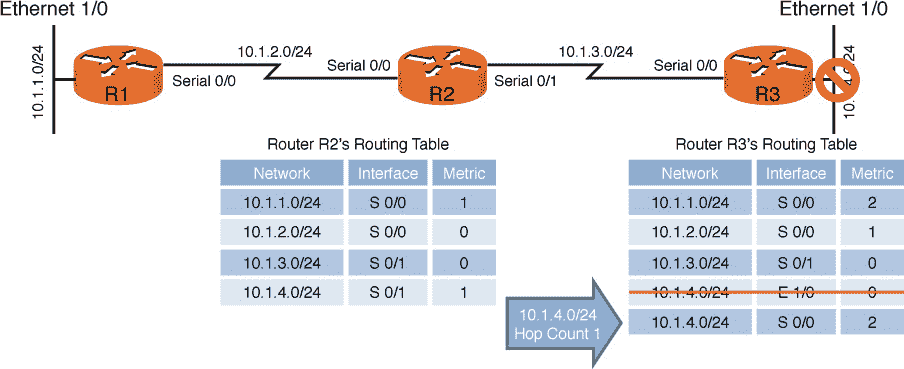 Ethernet 1/0
Ethernet 1/0
10.1.1.0/24
10.1.2.0/24
10.1.3.0/24
Serial 0/0
Serial 0/0
Serial 0/1
Serial 0/0
R1
R2
R3
Router R2's Routing Table
Network Interface Metric
10.1.1.0/24 S 0/0 1
10.1.2.0/24 S 0/0 0
10.1.3.0/24 S 0/1 0
10.1.4.0/24 S 0/1 1
10.1.4.0/24
Hop Count 1
Router R3's Routing Table
Network Interface Metric
10.1.1.0/24 S 0/0 2
10.1.2.0/24 S 0/0 1
10.1.3.0/24 S 0/1 0
10.1.4.0/24 E 1/0 0
10.1.4.0/24 S 0/0 2